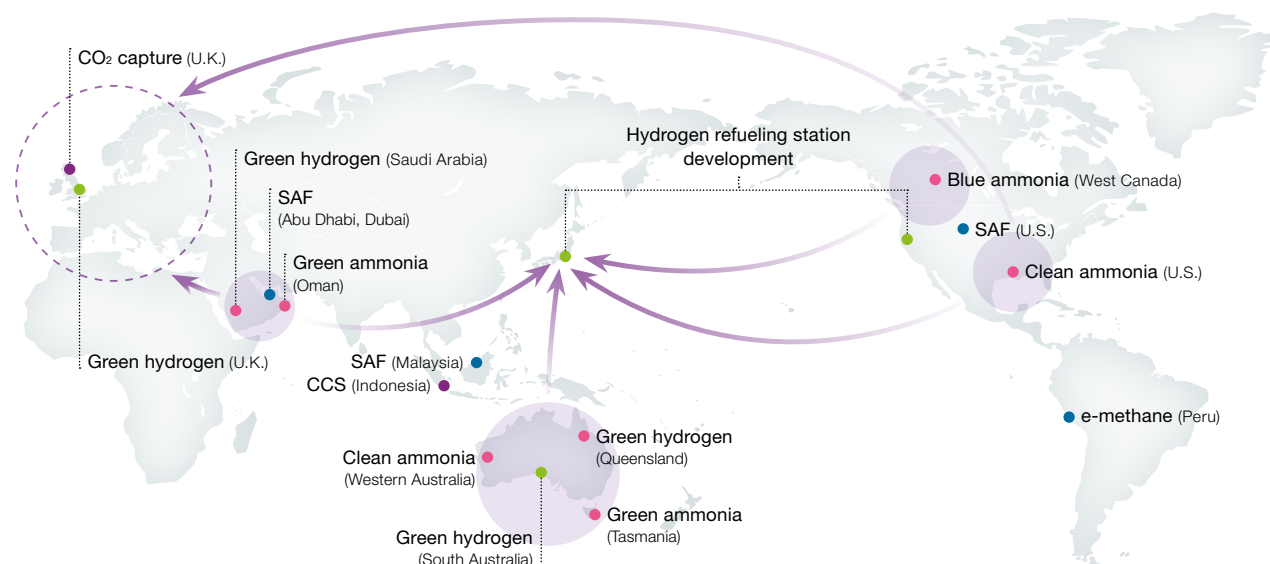 CO₂ capture (U.K.)
Hydrogen refueling station
development
Green hydrogen (Saudi Arabia)
SAF
(Abu Dhabi, Dubai)
Green ammonia
(Oman)
Blue ammonia (West Canada)
SAF (U.S.)
Clean ammonia (U.S.)
Green hydrogen (U.K.)
SAF (Malaysia)
CCS (Indonesia)
e-methane (Peru)
Green hydrogen
(Queensland)
Clean ammonia
(Western Australia)
Green ammonia
(Tasmania)
Green hydrogen
(South Australia)